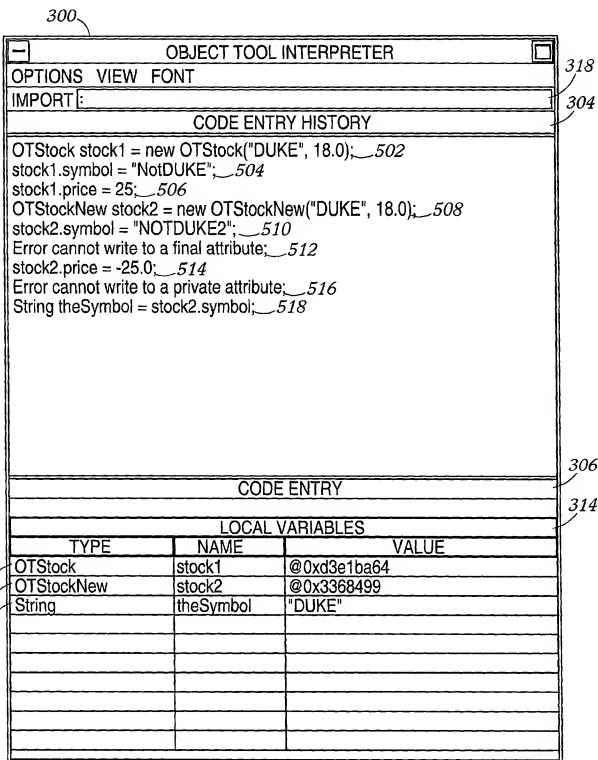 300
OBJECT TOOL INTERPRETER
OPTIONS VIEW FONT
318
IMPORT :
304
CODE ENTRY HISTORY
OTStock stock1 = new OTStock("DUKE", 18.0); 502
stock1.symbol = "NotDUKE"; 504
stock1.price = 25; 506
OTStockNew stock2 = new OTStockNew("DUKE", 18.0); 508
stock2.symbol = "NOTDUKE2"; 510
Error cannot write to a final attribute; 512
stock2.price = -25.0; 514
Error cannot write to a private attribute; 516
String theSymbol = stock2.symbol; 518
306
CODE ENTRY
314
LOCAL VARIABLES
TYPE NAME VALUE
OTStock stock1 @0xd3e1ba64
OTStockNew stock2 @0x3368499
String theSymbol "DUKE"